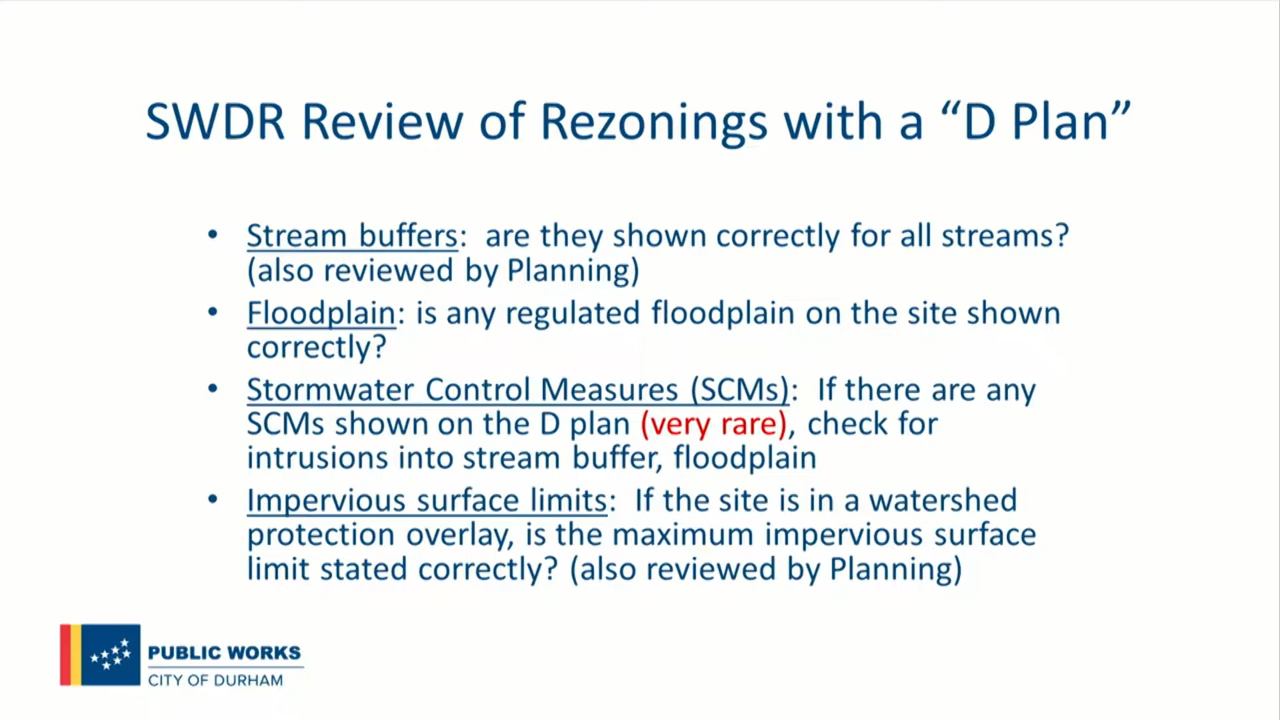 SWDR Review of Rezonings with a “D Plan”
• Stream buffers:  are they shown correctly for all streams?
(also reviewed by Planning)
• Floodplain: is any regulated floodplain on the site shown
correctly?
• Stormwater Control Measures (SCMs):  If there are any
SCMs shown on the D plan (very rare), check for
intrusions into stream buffer, floodplain
• Impervious surface limits:  If the site is in a watershed
protection overlay, is the maximum impervious surface
limit stated correctly? (also reviewed by Planning)
PUBLIC WORKS
CITY OF DURHAM